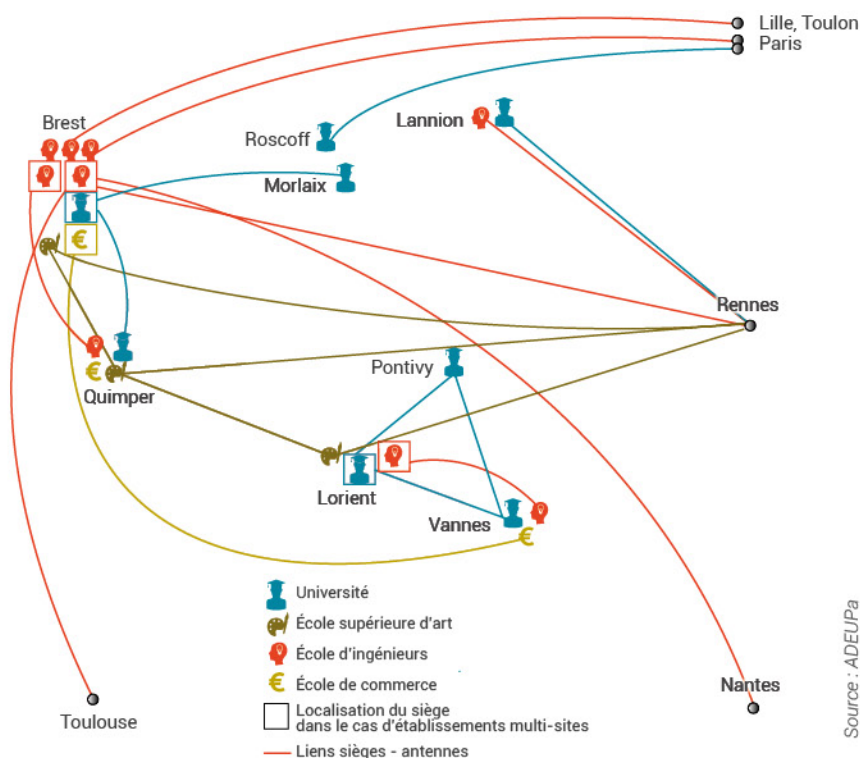 Lille, Toulon
Paris
Brest
Roscoff
Lannion
Morlaix
€
Rennes
Pontivy
€
Quimper
Lorient
Vannes
€
Université
École supérieure d'art
École d'ingénieurs
€ École de commerce
Localisation du siège
dans le cas d'établissements multi-sites
Liens sièges - antennes
Toulouse
Nantes
Source : ADEUPa